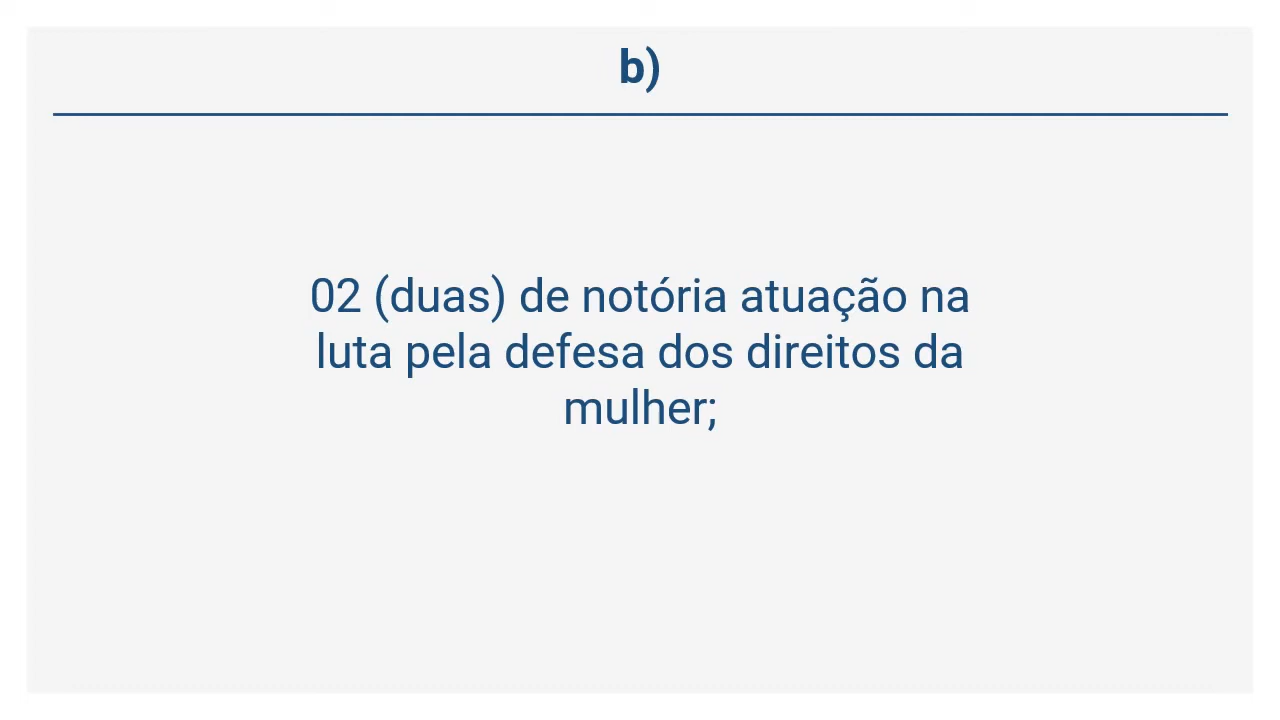 b)
02 (duas) de notória atuação na
luta pela defesa dos direitos da
mulher;